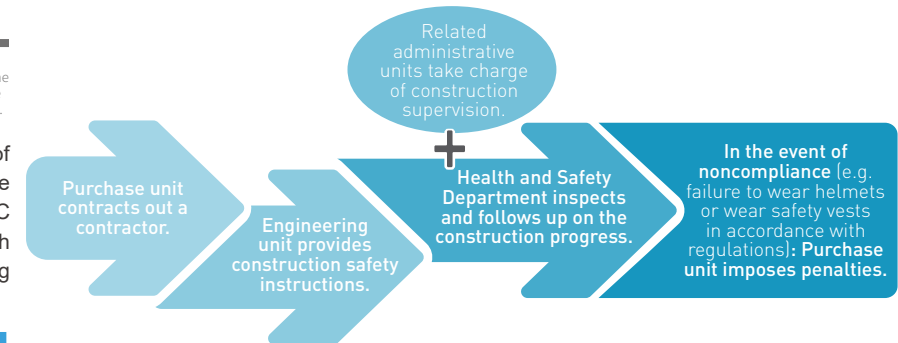 ne
of
e
C
h
g
Related
administrative
units take charge
of construction
supervision.
+
Purchase unit
contracts out a
contractor.
Engineering
unit provides
construction safety
instructions.
Health and Safety
Department inspects
and follows up on the
construction progress.
In the event of
noncompliance (e.g.
failure to wear helmets
or wear safety vests
in accordance with
regulations): Purchase
unit imposes penalties.